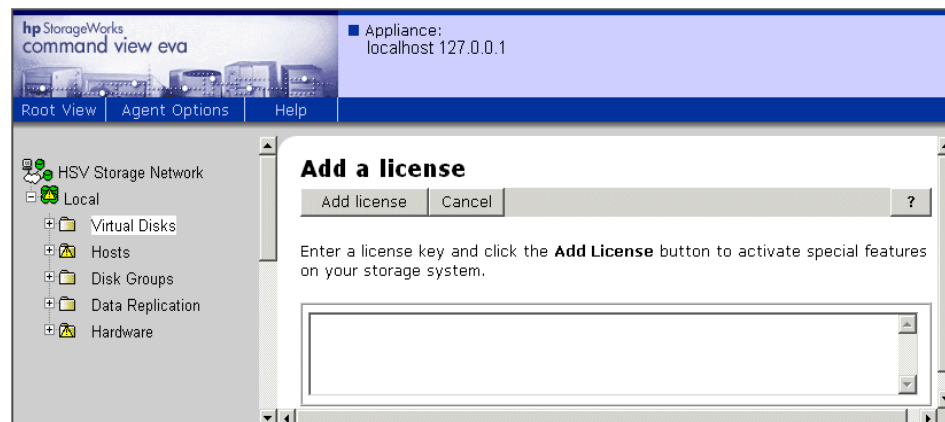 hp StorageWorks
command view eva
Appliance:
localhost 127.0.0.1
Root View Agent Options Help
HSV Storage Network
Local
Virtual Disks
Hosts
Disk Groups
Data Replication
Hardware
Add a license
Add license Cancel ?
Enter a license key and click the Add License button to activate special features
on your storage system.